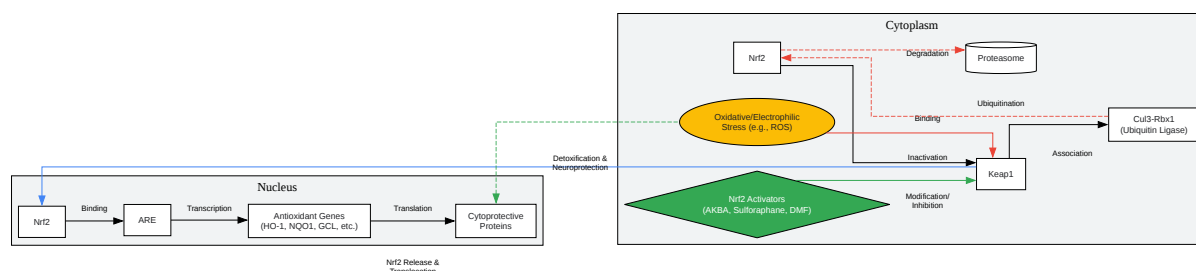 Cytoplasm
Nrf2
Degradation
Proteasome
Ubiquitination
Cul3-Rbx1
(Ubiquitin Ligase)
Oxidative/Electrophilic
Stress (e.g., ROS)
Binding
Association
Inactivation
Keap1
Detoxification &
Neuroprotection
Nrf2 Activators
(AKBA, Sulforaphane, DMF)
Modification/
Inhibition
Nucleus
Nrf2
Binding
ARE
Transcription
Antioxidant Genes
(HO-1, NQO1, GCL, etc.)
Translation
Cytoprotective
Proteins
Nrf2 Release &